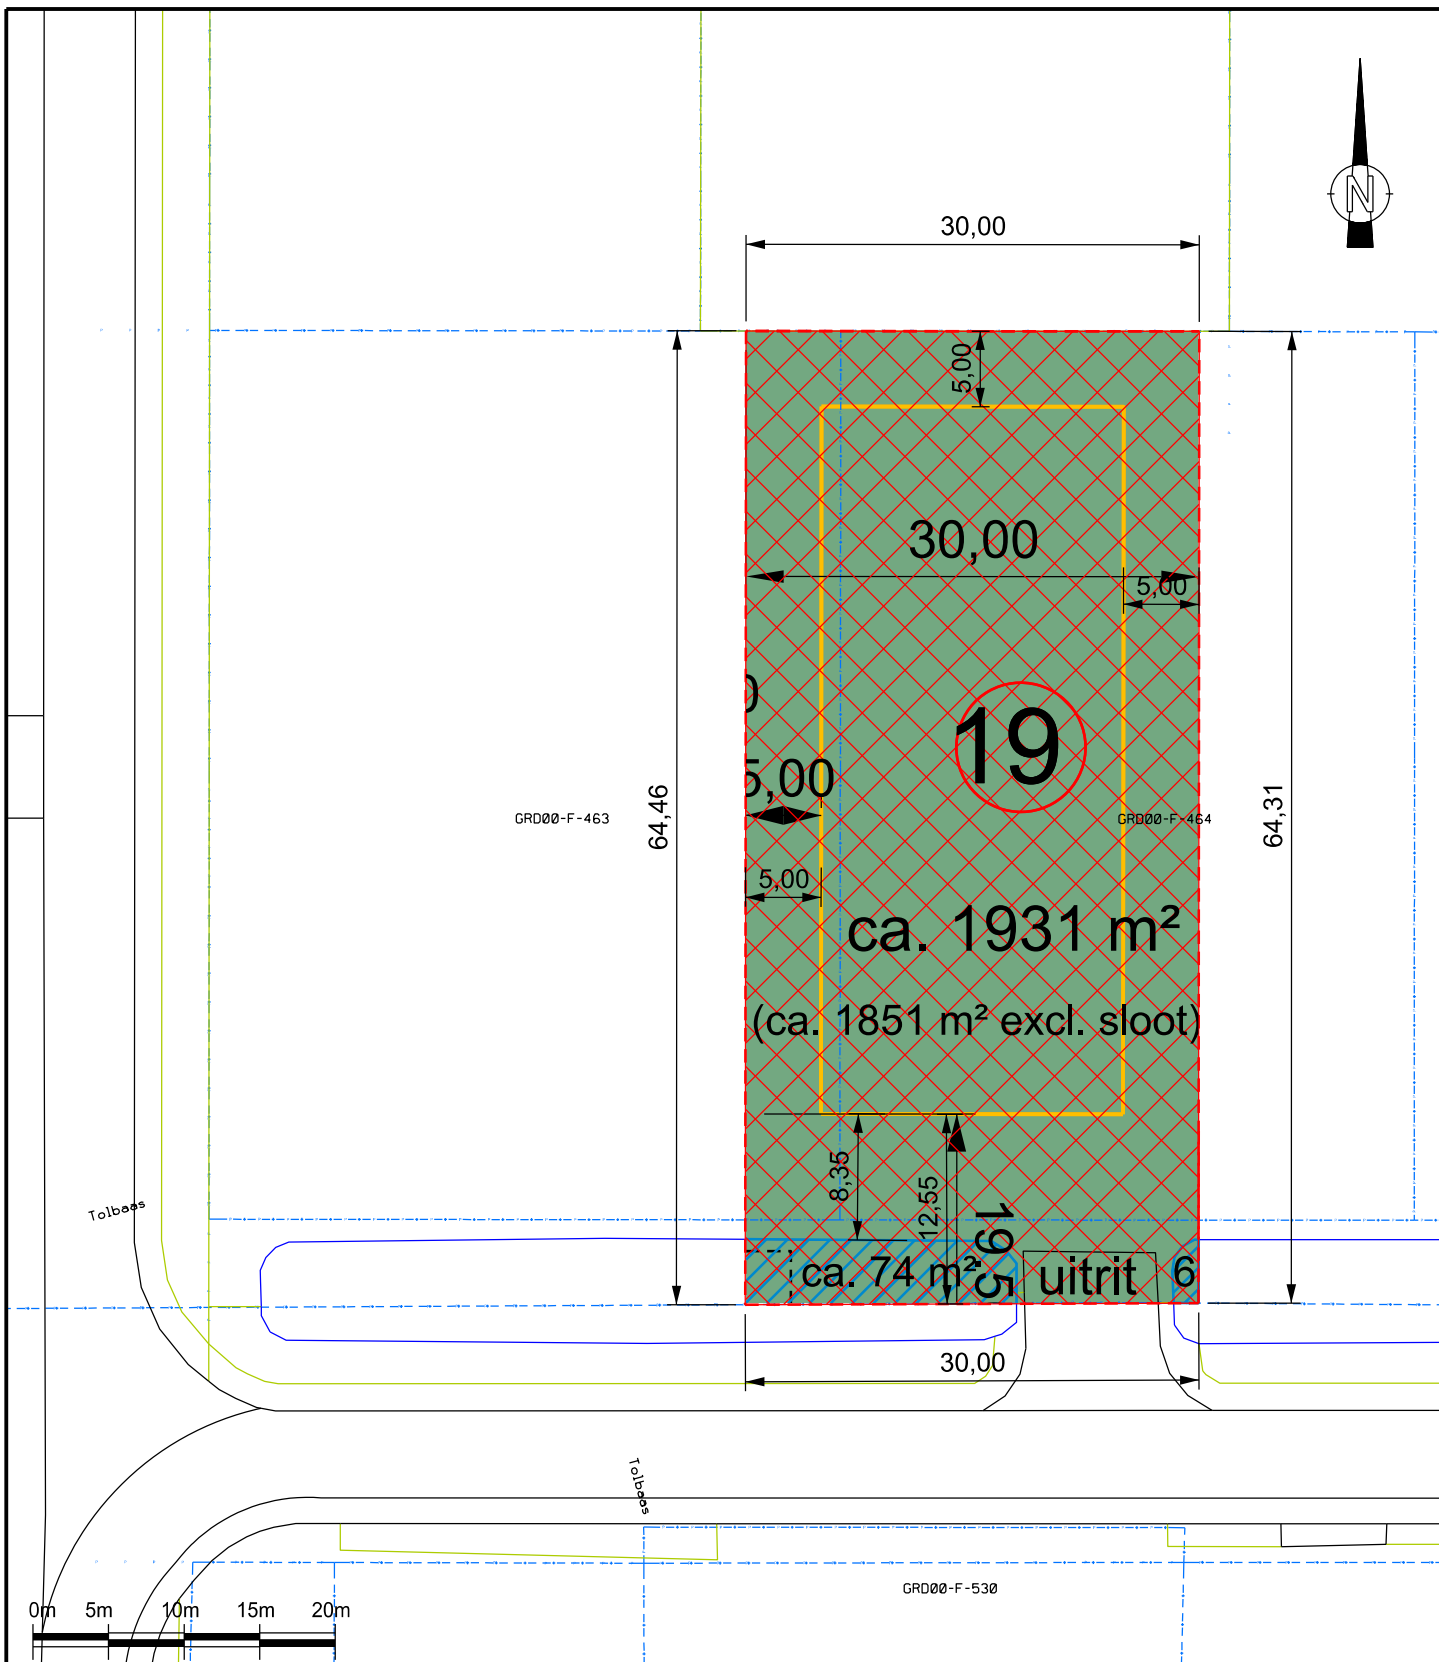 N
30,00
5,00
30,00
5,00
19
5,00
64,46
GRD00-F-463
GRD00-F-464
64,31
5,00
ca. 1931 m²
(ca. 1851 m² excl. sloot)
8,35
12,55
19.5
Tolbaas
ca. 74 m²
uitrit
6
30,00
Tolbaas
GRD00-F-530
0m 5m 10m 15m 20m